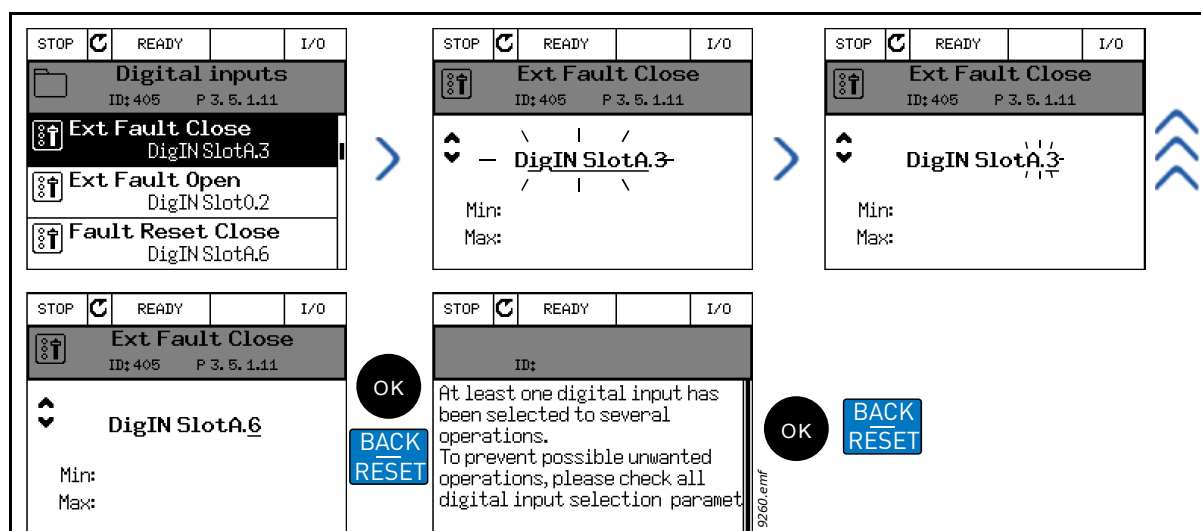 STOP READY I/O
Digital inputs
ID: 405 P 3. 5. 1.11
Ext Fault Close
DigIN SlotA.3
Ext Fault Open
DigIN Slot0.2
Fault Reset Close
DigIN SlotA.6
STOP READY I/O
Ext Fault Close
ID: 405 P 3. 5. 1.11
DigIN SlotA.3
Min:
Max:
STOP READY I/O
Ext Fault Close
ID: 405 P 3. 5. 1.11
DigIN SlotA.3
Min:
Max:
STOP READY I/O
Ext Fault Close
ID: 405 P 3. 5. 1.11
DigIN SlotA.6
Min:
Max:
OK
BACK
RESET
STOP READY I/O
ID:
At least one digital input has
been selected to several
operations.
To prevent possible unwanted
operations, please check all
digital input selection paramet
OK
BACK
RESET
9260.emf